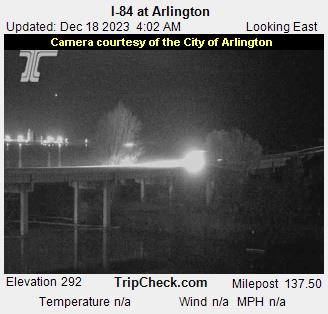 I-84 at Arlington
Updated: Dec 18 2023 4:02 AM Looking East
Camera courtesy of the City of Arlington
Elevation 292 TripCheck.com Milepost 137.50
Temperature n/a Wind n/a MPH n/a